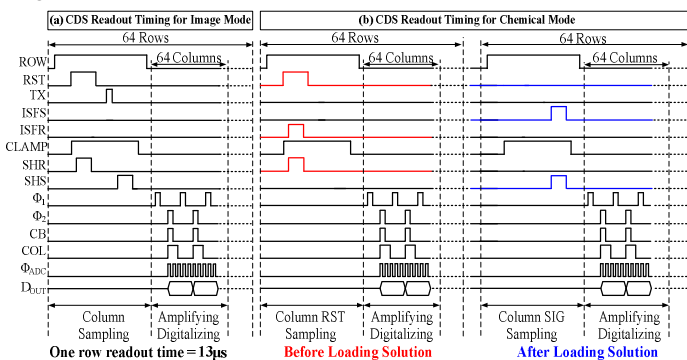 (a) CDS Readout Timing for Image Mode
(b) CDS Readout Timing for Chemical Mode
64 Rows
64 Rows
64 Rows
64 Columns
64 Columns
64 Columns
ROW
RST
TX
ISFS
ISFR
CLAMP
SHR
SHS
Φ1
Φ2
CB
COL
ΦADC
DOUT
Column Sampling
Amplifying Digitalizing
Column RST Sampling
Amplifying Digitalizing
Column SIG Sampling
Amplifying Digitalizing
One row readout time = 13μs
Before Loading Solution
After Loading Solution